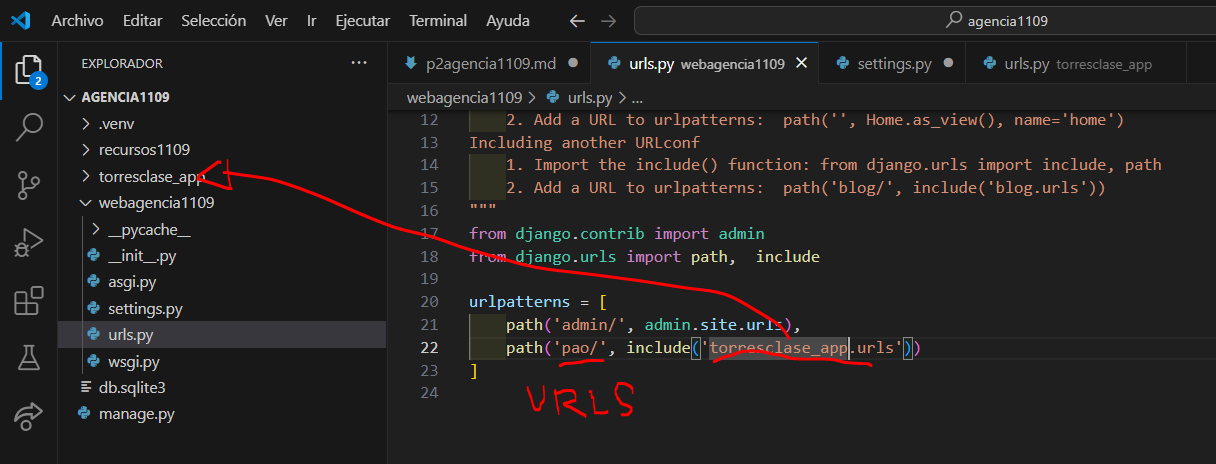 Archivo Editar Selección Ver Ir Ejecutar Terminal Ayuda agencia1109
EXPLORADOR
AGENCIA1109
.venv
recursos1109
torresclase_app
webagencia1109
__pycache__
__init__.py
asgi.py
settings.py
urls.py
wsgi.py
db.sqlite3
manage.py
2
p2agencia1109.md urls.py webagencia1109 settings.py urls.py torresclase_app
webagencia1109 > urls.py > ...
12 2. Add a URL to urlpatterns:  path('', Home.as_view(), name='home')
13 Including another URLconf
14 1. Import the include() function: from django.urls import include, path
15 2. Add a URL to urlpatterns:  path('blog/', include('blog.urls'))
16 """
17 from django.contrib import admin
18 from django.urls import path,  include
19
20 urlpatterns = [
21 path('admin/', admin.site.urls),
22 path('pao/', include('torresclase_app.urls'))
23 ]
24
URLS